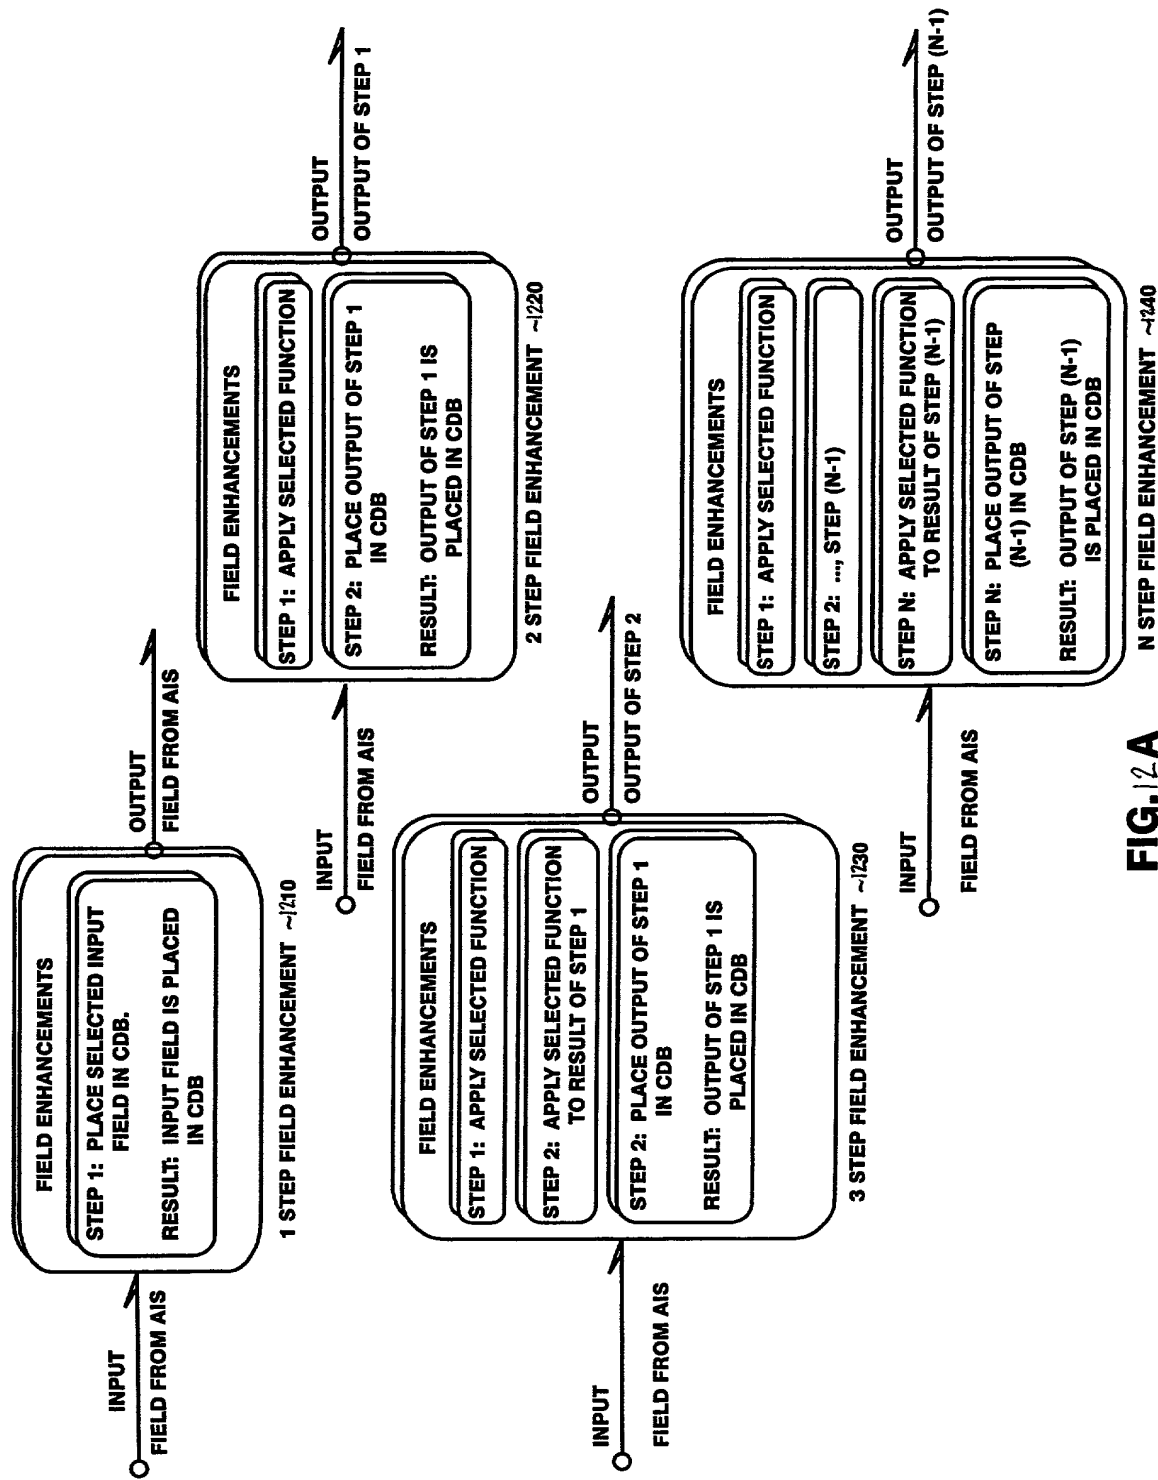 INPUT
FIELD FROM AIS
FIELD ENHANCEMENTS
STEP 1: PLACE SELECTED INPUT
FIELD IN CDB.
RESULT: INPUT FIELD IS PLACED
IN CDB
1 STEP FIELD ENHANCEMENT ~1210
OUTPUT
FIELD FROM AIS
INPUT
FIELD FROM AIS
FIELD ENHANCEMENTS
STEP 1: APPLY SELECTED FUNCTION
STEP 2: PLACE OUTPUT OF STEP 1
IN CDB
RESULT: OUTPUT OF STEP 1 IS
PLACED IN CDB
2 STEP FIELD ENHANCEMENT ~1220
OUTPUT
OUTPUT OF STEP 1
INPUT
FIELD FROM AIS
FIELD ENHANCEMENTS
STEP 1: APPLY SELECTED FUNCTION
STEP 2: APPLY SELECTED FUNCTION
TO RESULT OF STEP 1
STEP 2: PLACE OUTPUT OF STEP 1
IN CDB
RESULT: OUTPUT OF STEP 1 IS
PLACED IN CDB
3 STEP FIELD ENHANCEMENT ~1230
OUTPUT
OUTPUT OF STEP 2
INPUT
FIELD FROM AIS
FIELD ENHANCEMENTS
STEP 1: APPLY SELECTED FUNCTION
STEP 2: ..., STEP (N-1)
STEP N: APPLY SELECTED FUNCTION
TO RESULT OF STEP (N-1)
STEP N: PLACE OUTPUT OF STEP
(N-1) IN CDB
RESULT: OUTPUT OF STEP (N-1)
IS PLACED IN CDB
N STEP FIELD ENHANCEMENT ~1240
OUTPUT
OUTPUT OF STEP (N-1)
FIG.12A